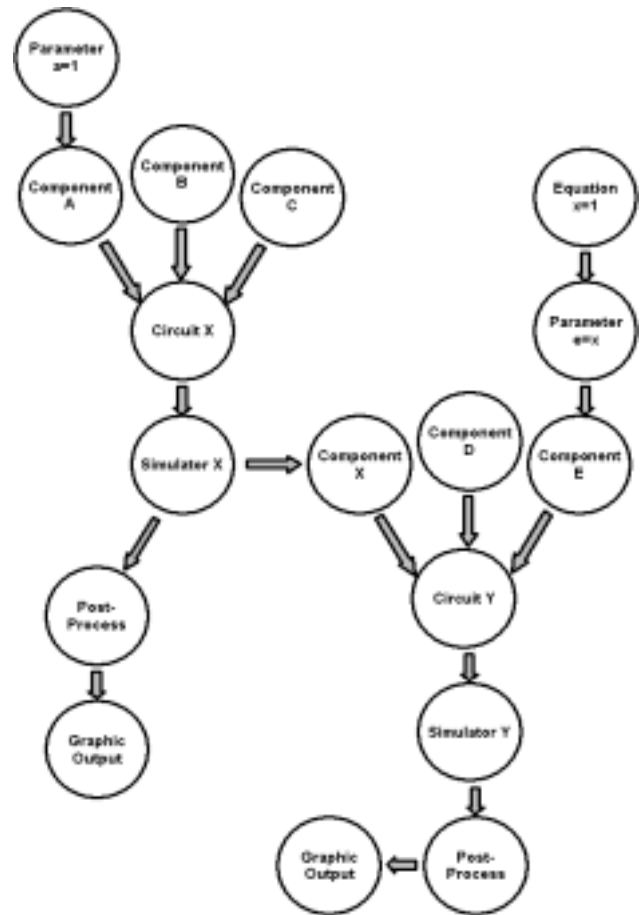 Parameter
a=1
Component
A
Component
B
Component
C
Equation
x=1
Circuit X
Parameter
e=x
Simulator X
Component
X
Component
D
Component
E
Post-
Process
Circuit Y
Graphic
Output
Simulator Y
Graphic
Output
Post-
Process